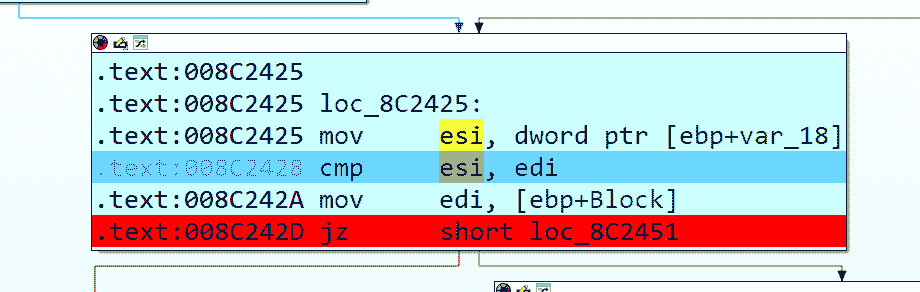 .text:008C2425
.text:008C2425 loc_8C2425:
.text:008C2425 mov     esi, dword ptr [ebp+var_18]
.text:008C2428 cmp     esi, edi
.text:008C242A mov     edi, [ebp+Block]
.text:008C242D jz      short loc_8C2451